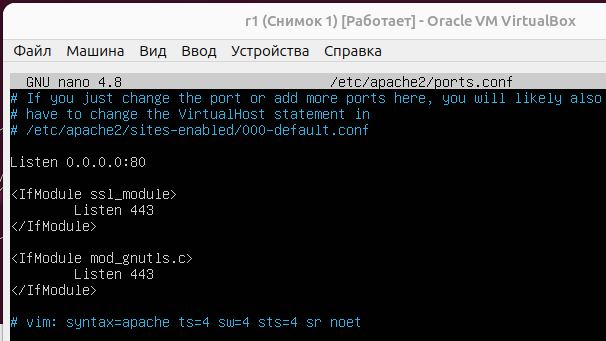 r1 (Снимок 1) [Работает] - Oracle VM VirtualBox
Файл Машина Вид Ввод Устройства Справка
GNU nano 4.8 /etc/apache2/ports.conf
# If you just change the port or add more ports here, you will likely also
# have to change the VirtualHost statement in
# /etc/apache2/sites-enabled/000-default.conf
Listen 0.0.0.0:80
<IfModule ssl_module>
Listen 443
</IfModule>
<IfModule mod_gnutls.c>
Listen 443
</IfModule>
# vim: syntax=apache ts=4 sw=4 sts=4 sr noet